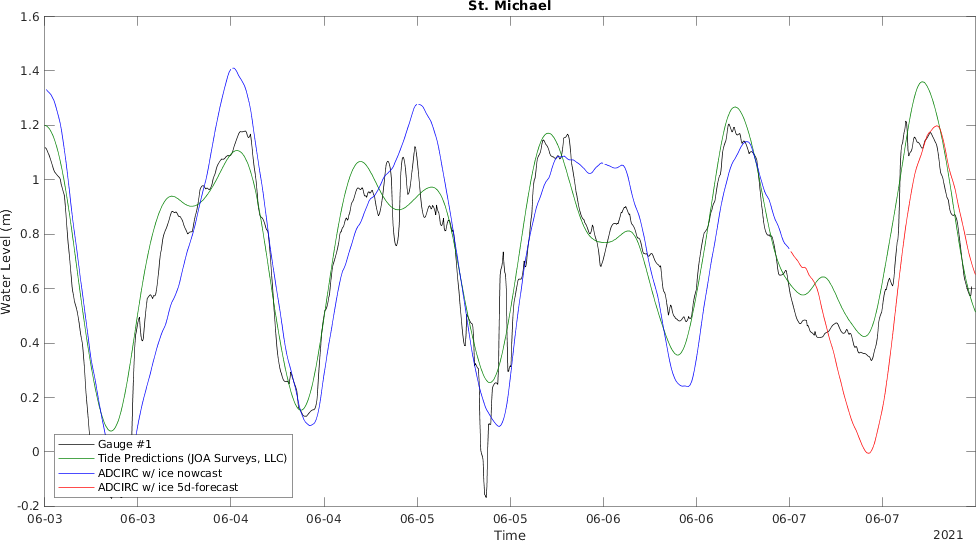 St. Michael
1.6
1.4
1.2
1
0.8
0.6
0.4
0.2
0
-0.2
Water Level (m)
Gauge #1
Tide Predictions (JOA Surveys, LLC)
ADCIRC w/ ice nowcast
ADCIRC w/ ice 5d-forecast
06-03 06-03 06-04 06-04 06-05 06-05 06-06 06-06 06-07 06-07
Time
2021